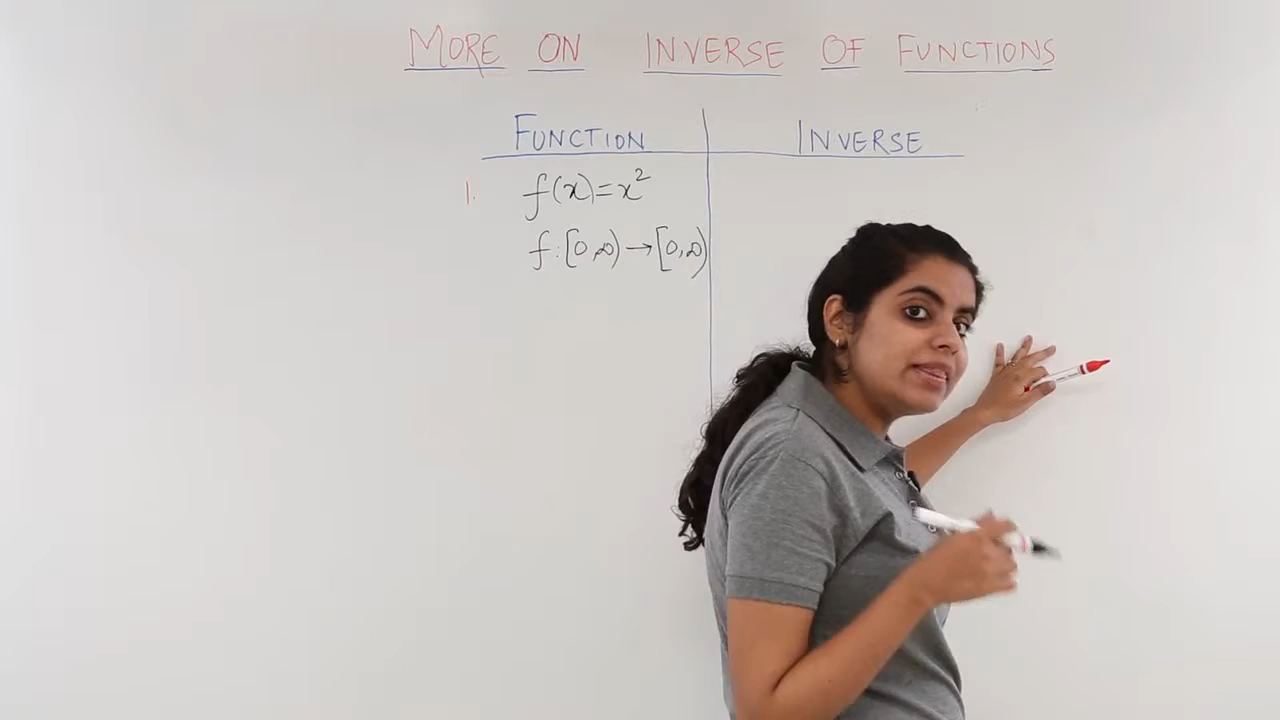 MORE ON INVERSE OF FUNCTIONS
FUNCTION INVERSE
1. f(x)=x²
f:[0,∞)→[0,∞)